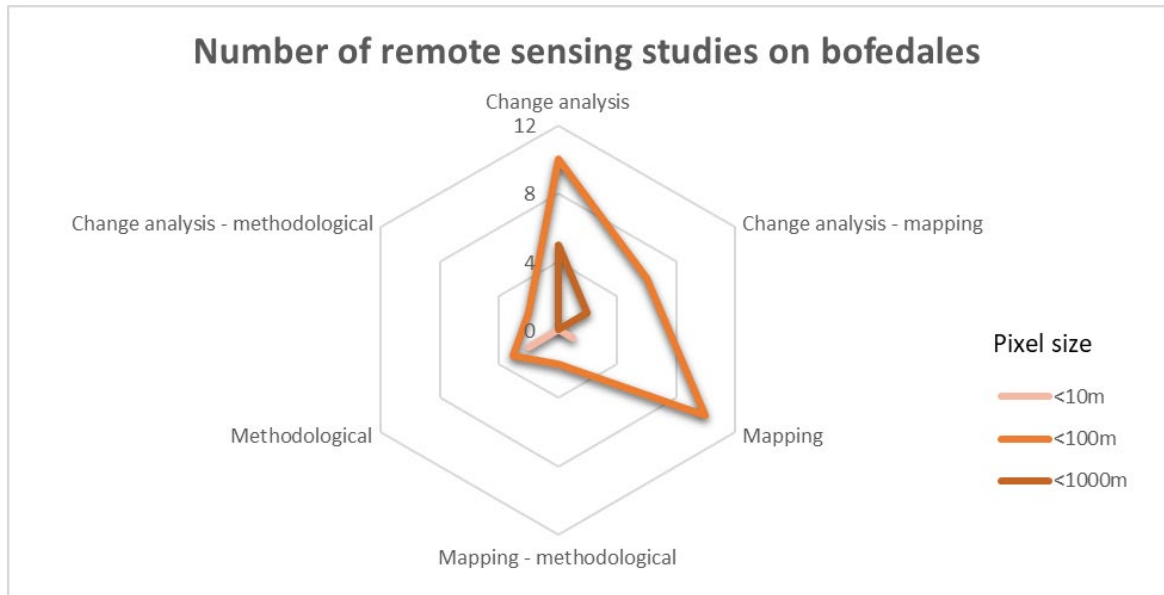 Number of remote sensing studies on bofedales
Change analysis
12
8
4
0
Change analysis - methodological
Change analysis - mapping
Methodological
Mapping
Mapping - methodological
Pixel size
<10m
<100m
<1000m